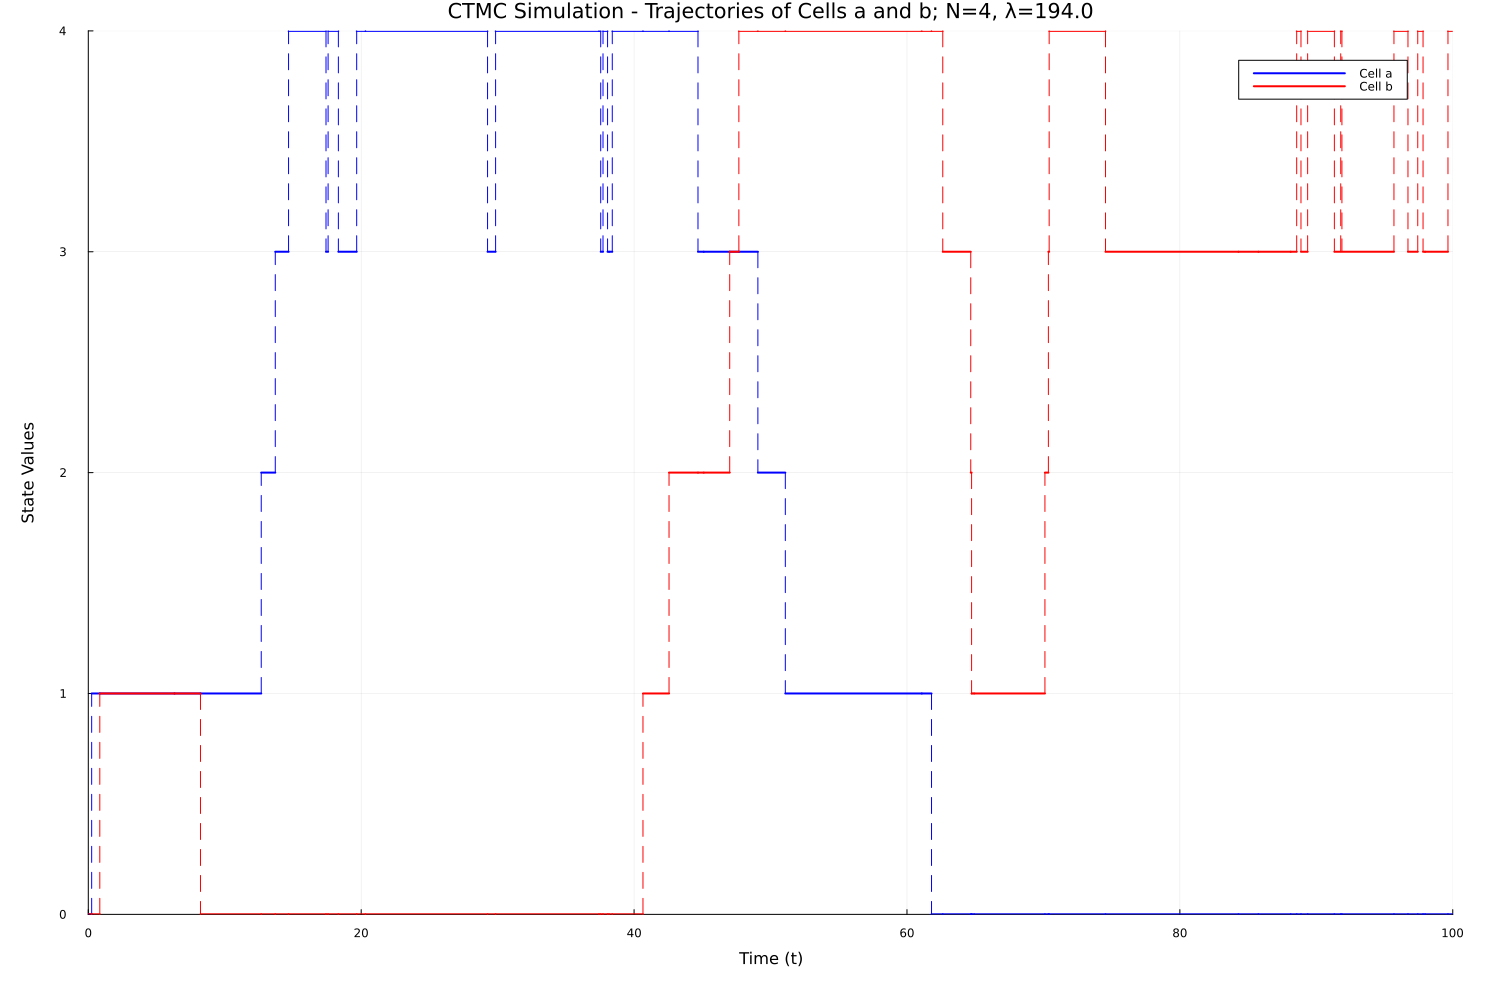 CTMC Simulation - Trajectories of Cells a and b; N=4, λ=194.0
Cell a
Cell b
State Values
4
3
2
1
0
0 20 40 60 80 100
Time (t)